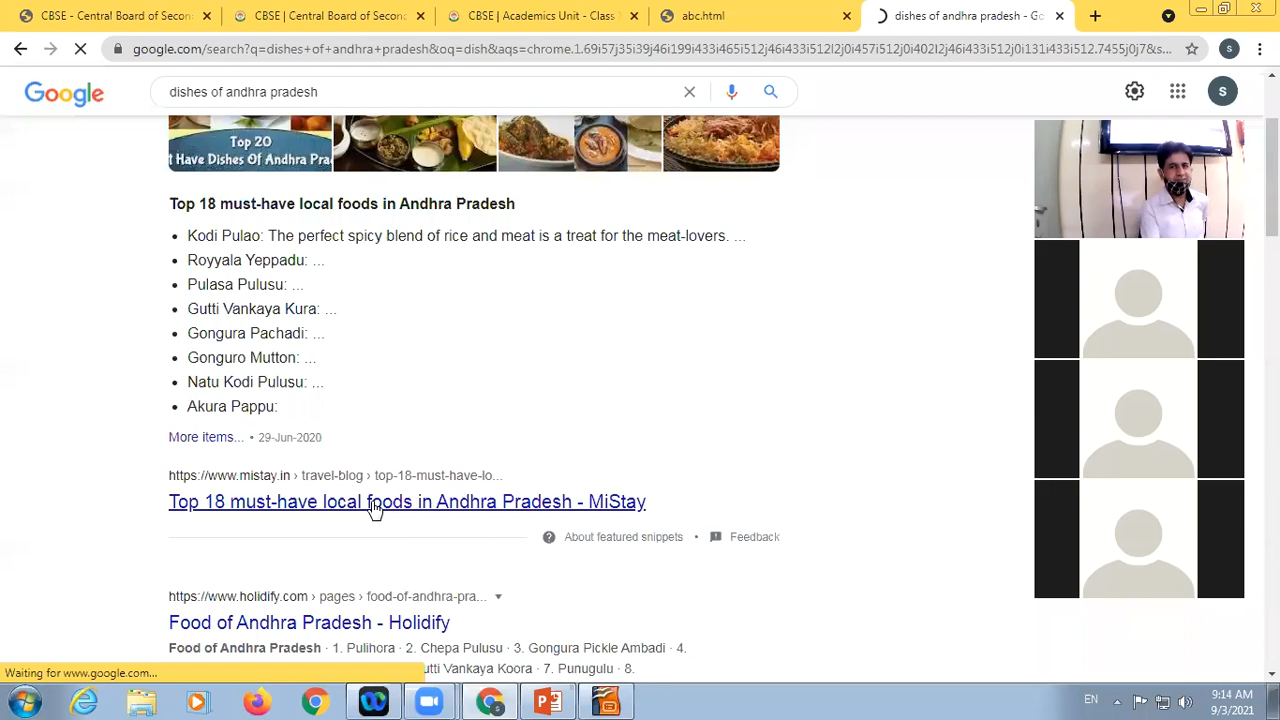 CBSE - Central Board of Secon
CBSE | Central Board of Second
CBSE | Academics Unit - Class
abc.html
dishes of andhra pradesh - Go
google.com/search?q=dishes+of+andhra+pradesh&oq=dish&aqs=chrome.1.69i57j35i39j46i199i433i465i512j46i433i512l2j0i457i512j0i402l2j46i433i512j0i131i433i512.7455j0j7&s...
S
Google
dishes of andhra pradesh
S
Top 20
t Have Dishes Of Andhra Prad
Top 18 must-have local foods in Andhra Pradesh
• Kodi Pulao: The perfect spicy blend of rice and meat is a treat for the meat-lovers. ...
• Royyala Yeppadu: ...
• Pulasa Pulusu: ...
• Gutti Vankaya Kura: ...
• Gongura Pachadi: ...
• Gonguro Mutton: ...
• Natu Kodi Pulusu: ...
• Akura Pappu:
More items... • 29-Jun-2020
https://www.mistay.in › travel-blog › top-18-must-have-lo...
Top 18 must-have local foods in Andhra Pradesh - MiStay
About featured snippets • Feedback
https://www.holidify.com › pages › food-of-andhra-pra...
Food of Andhra Pradesh - Holidify
Food of Andhra Pradesh · 1. Pulihora · 2. Chepa Pulusu · 3. Gongura Pickle Ambadi · 4.
utti Vankaya Koora · 7. Punugulu · 8.
Waiting for www.google.com...
EN
9:14 AM
9/3/2021